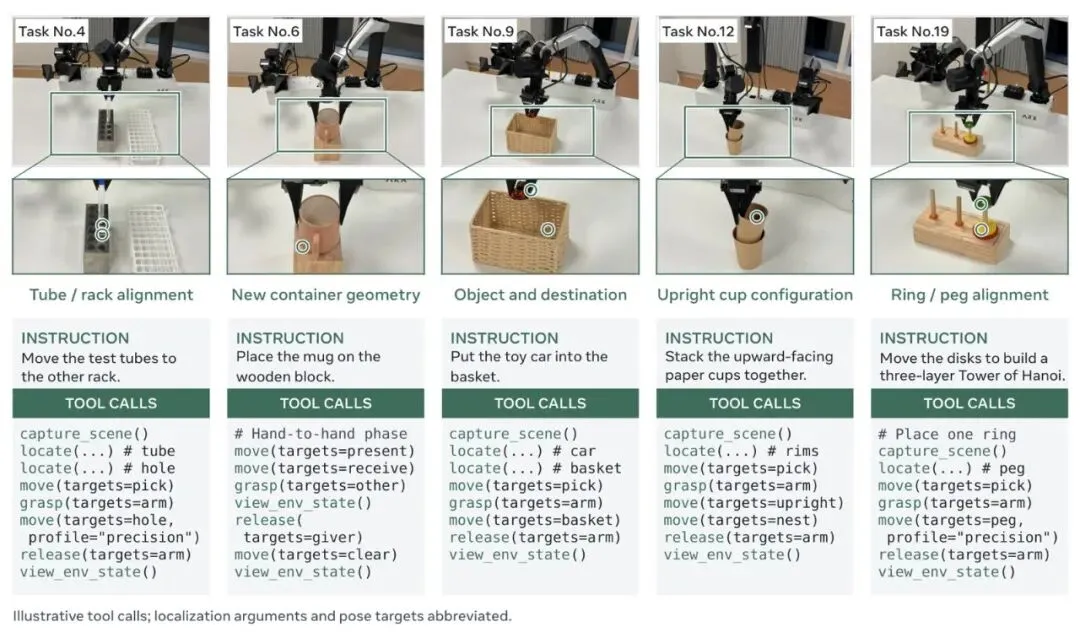 Task No.4
Task No.6
Task No.9
Task No.12
Task No.19
Tube / rack alignment
New container geometry
Object and destination
Upright cup configuration
Ring / peg alignment
INSTRUCTION
Move the test tubes to
the other rack.
TOOL CALLS
capture_scene()
locate(...) # tube
locate(...) # hole
move(targets=pick)
grasp(targets=arm)
move(targets=hole,
profile="precision")
release(targets=arm)
view_env_state()
INSTRUCTION
Place the mug on the
wooden block.
TOOL CALLS
# Hand-to-hand phase
move(targets=present)
move(targets=receive)
grasp(targets=other)
view_env_state()
release(
targets=giver)
move(targets=clear)
view_env_state()
INSTRUCTION
Put the toy car into the
basket.
TOOL CALLS
capture_scene()
locate(...) # car
locate(...) # basket
move(targets=pick)
grasp(targets=arm)
move(targets=basket)
release(targets=arm)
view_env_state()
INSTRUCTION
Stack the upward-facing
paper cups together.
TOOL CALLS
capture_scene()
locate(...) # rims
move(targets=pick)
grasp(targets=arm)
move(targets=upright)
move(targets=nest)
release(targets=arm)
view_env_state()
INSTRUCTION
Move the disks to build a
three-layer Tower of Hanoi.
TOOL CALLS
# Place one ring
capture_scene()
locate(...) # peg
move(targets=pick)
grasp(targets=arm)
move(targets=peg,
profile="precision")
release(targets=arm)
view_env_state()
Illustrative tool calls; localization arguments and pose targets abbreviated.